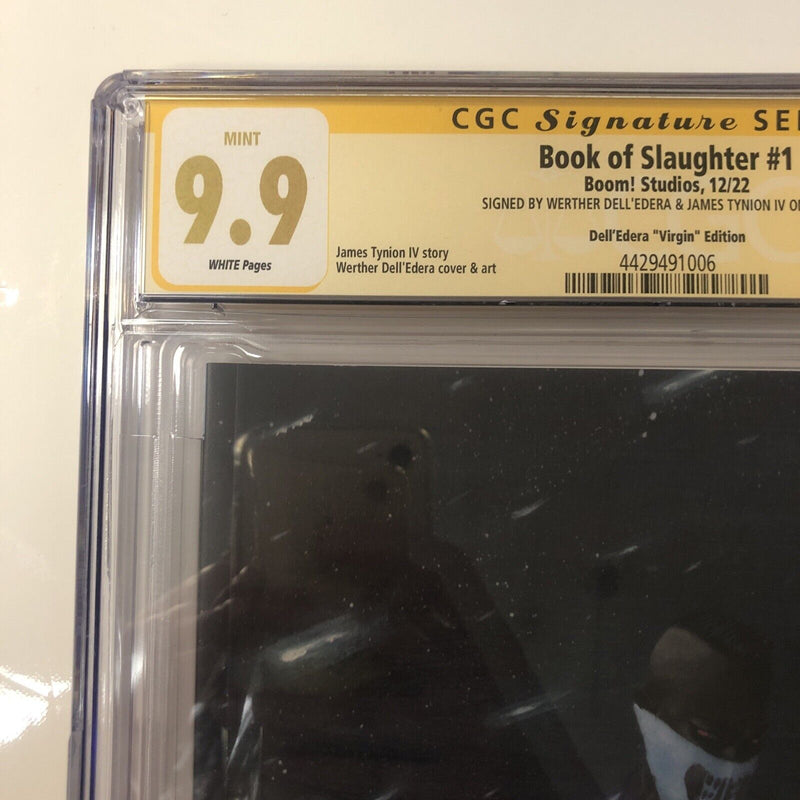 CGC Signature SE
MINT
9.9
WHITE Pages
Book of Slaughter #1
Boom! Studios, 12/22
SIGNED BY WERTHER DELL'EDERA & JAMES TYNION IV
Dell'Edera "Virgin" Edition
James Tynion IV story
Werther Dell'Edera cover & art
4429491006